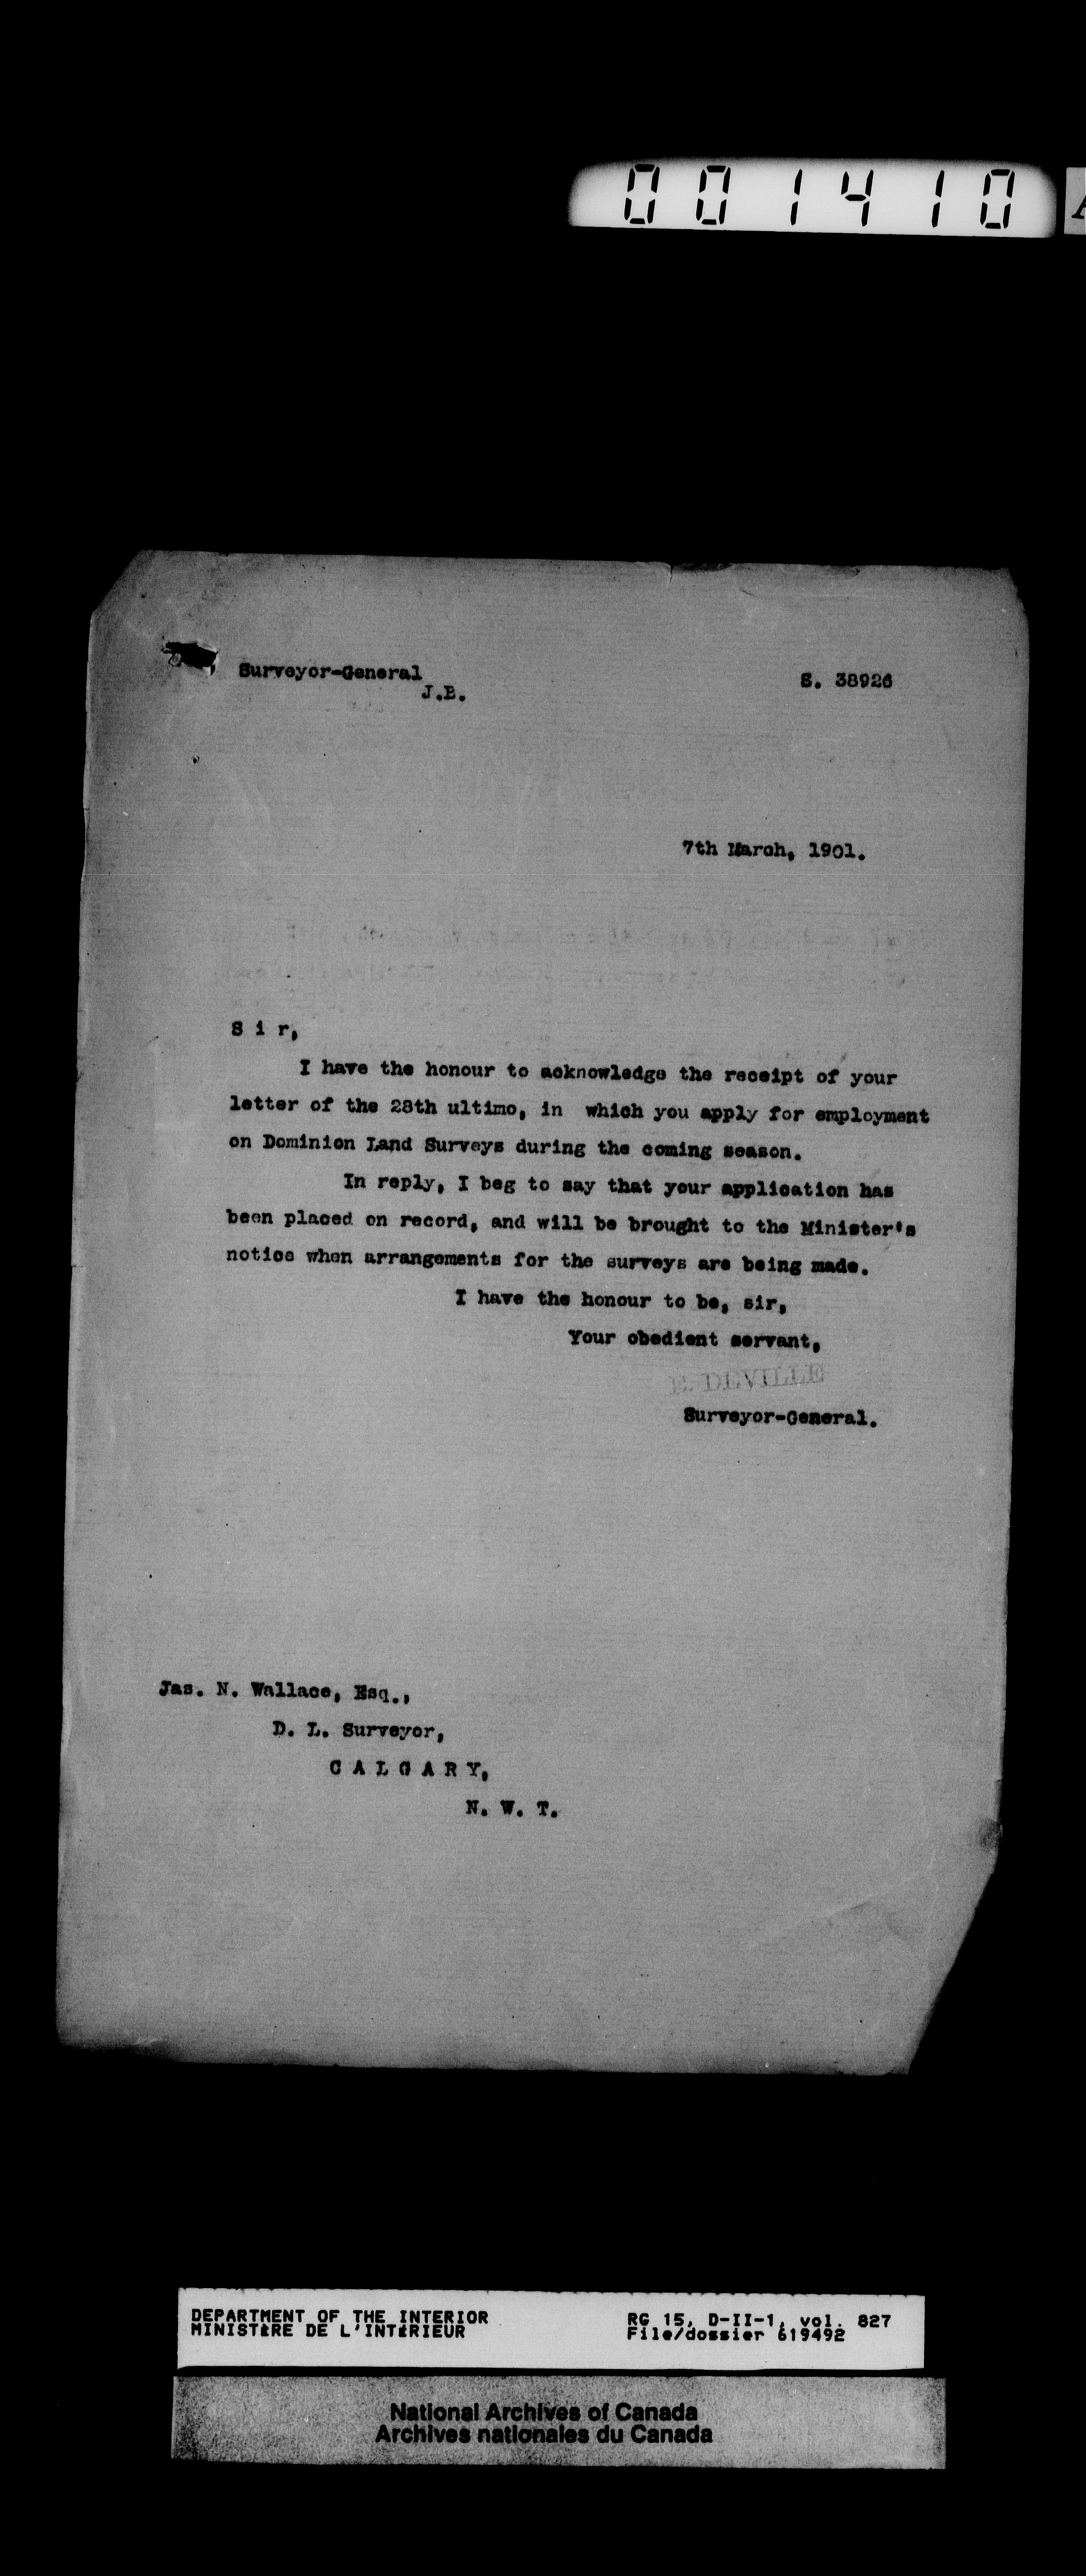 001410
Surveyor-General
J.B.
S. 38926
7th March, 1901.
S i r,
I have the honour to acknowledge the receipt of your
letter of the 28th ultimo, in which you apply for employment
on Dominion Land Surveys during the coming season.
In reply, I beg to say that your application has
been placed on record, and will be brought to the Minister's
notice when arrangements for the surveys are being made.
I have the honour to be, sir,
Your obedient servant,
E. DEVILLE
Surveyor-General.
Jas. N. Wallace, Esq.,
D. L. Surveyor,
C A L G A R Y,
N. W. T.
DEPARTMENT OF THE INTERIOR
MINISTÈRE DE L'INTÉRIEUR
RG 15, D-II-1, vol. 827
File/dossier 619492
National Archives of Canada
Archives nationales du Canada